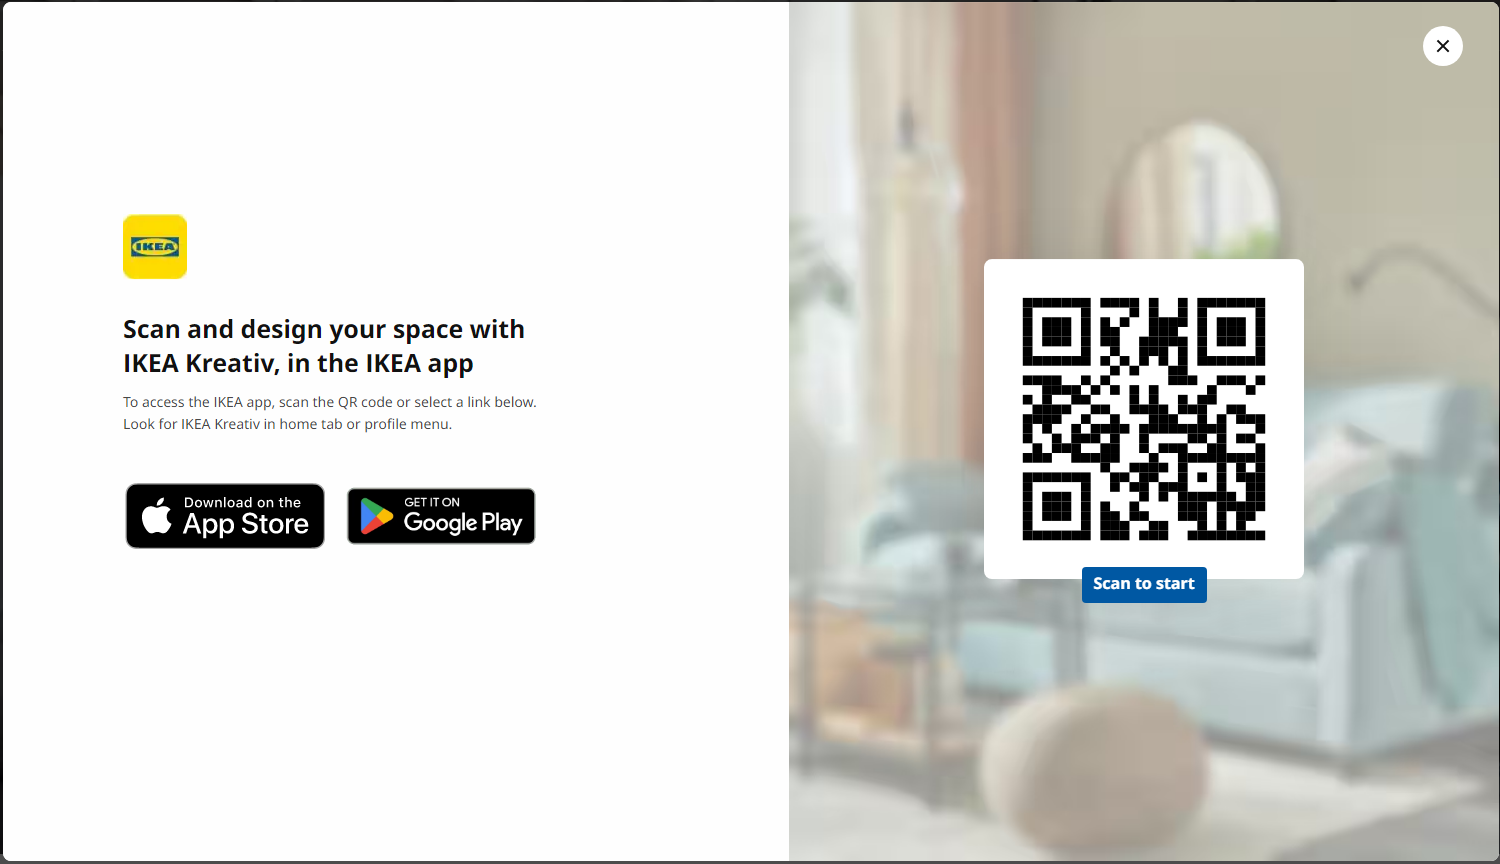 IKEA
Scan and design your space with
IKEA Kreativ, in the IKEA app
To access the IKEA app, scan the QR code or select a link below.
Look for IKEA Kreativ in home tab or profile menu.
Download on the
App Store
GET IT ON
Google Play
Scan to start